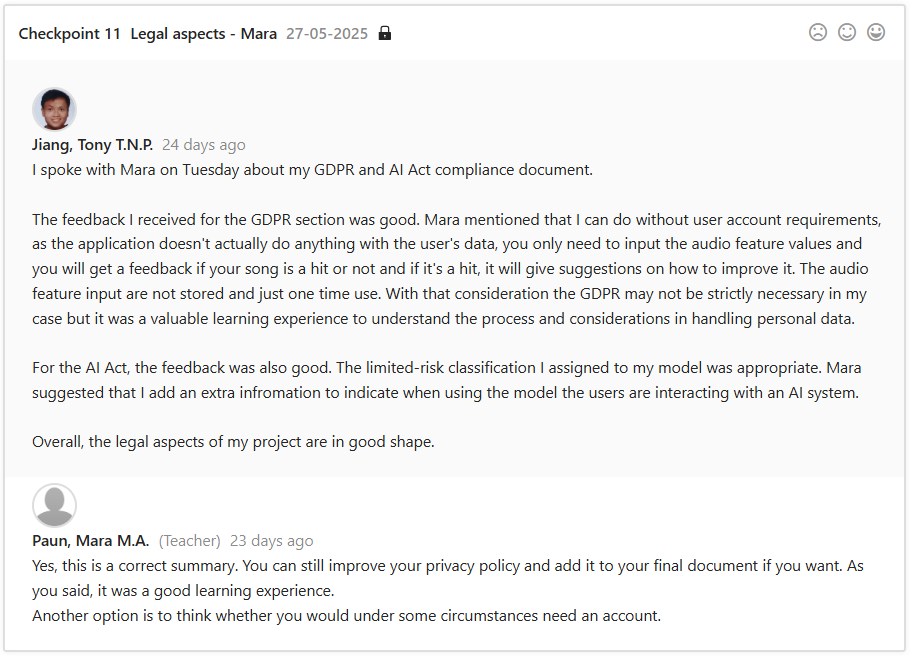 Checkpoint 11 Legal aspects - Mara 27-05-2025
Jiang, Tony T.N.P. 24 days ago
I spoke with Mara on Tuesday about my GDPR and AI Act compliance document.
The feedback I received for the GDPR section was good. Mara mentioned that I can do without user account requirements,
as the application doesn't actually do anything with the user's data, you only need to input the audio feature values and
you will get a feedback if your song is a hit or not and if it's a hit, it will give suggestions on how to improve it. The audio
feature input are not stored and just one time use. With that consideration the GDPR may not be strictly necessary in my
case but it was a valuable learning experience to understand the process and considerations in handling personal data.
For the AI Act, the feedback was also good. The limited-risk classification I assigned to my model was appropriate. Mara
suggested that I add an extra infromation to indicate when using the model the users are interacting with an AI system.
Overall, the legal aspects of my project are in good shape.
Paun, Mara M.A. (Teacher) 23 days ago
Yes, this is a correct summary. You can still improve your privacy policy and add it to your final document if you want. As
you said, it was a good learning experience.
Another option is to think whether you would under some circumstances need an account.